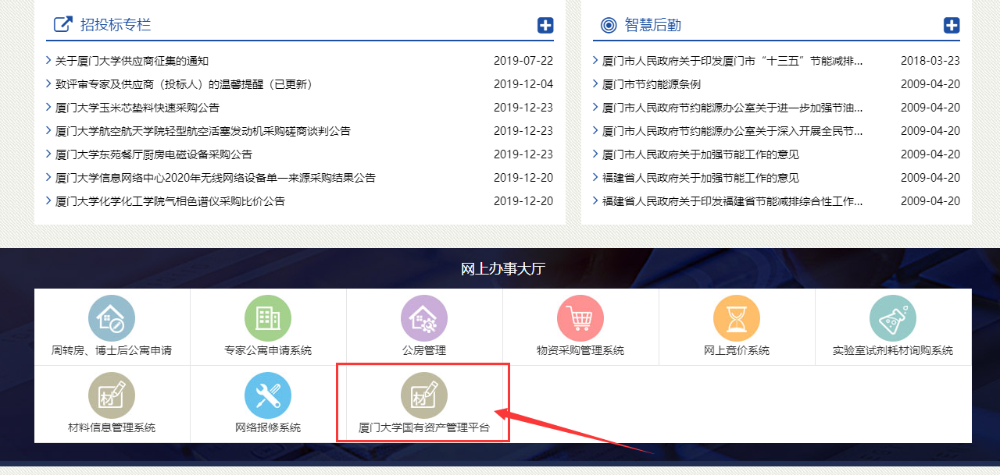 招投标专栏
关于厦门大学供应商征集的通知 2019-07-22
致评审专家及供应商（投标人）的温馨提醒（已更新） 2019-12-04
厦门大学玉米芯垫料快速采购公告 2019-12-23
厦门大学航空航天学院轻型航空活塞发动机采购磋商谈判公告 2019-12-23
厦门大学东苑餐厅厨房电磁设备采购公告 2019-12-23
厦门大学信息网络中心2020年无线网络设备单一来源采购结果公告 2019-12-20
厦门大学化学化工学院气相色谱仪采购比价公告 2019-12-20
智慧后勤
厦门市人民政府关于印发厦门市“十三五”节能减排... 2018-03-23
厦门市节约能源条例 2009-04-20
厦门市人民政府节约能源办公室关于进一步加强节油... 2009-04-20
厦门市人民政府节约能源办公室关于深入开展全民节... 2009-04-20
厦门市人民政府关于加强节能工作的意见 2009-04-20
福建省人民政府关于加强节能工作的意见 2009-04-20
福建省人民政府关于印发福建省节能减排综合性工作... 2009-04-20
网上办事大厅
周转房、博士后公寓申请 专家公寓申请系统 公房管理 物资采购管理系统 网上竞价系统 实验室试剂耗材询购系统
材 材
材料信息管理系统 网络报修系统 厦门大学国有资产管理平台